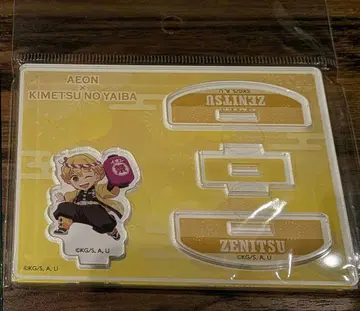 AEON
×
KIMETSU NO YAIBA
ZENITSU
©KG/S, A, U
ZENITSU
©KG/S, A, U
©KG/S, A, U